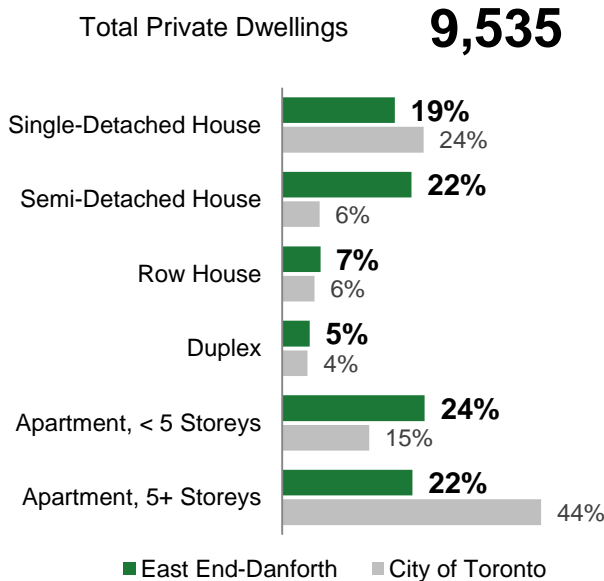 Total Private Dwellings 9,535
Single-Detached House 19%
24%
Semi-Detached House 22%
6%
Row House 7%
6%
Duplex 5%
4%
Apartment, < 5 Storeys 24%
15%
Apartment, 5+ Storeys 22%
44%
East End-Danforth City of Toronto